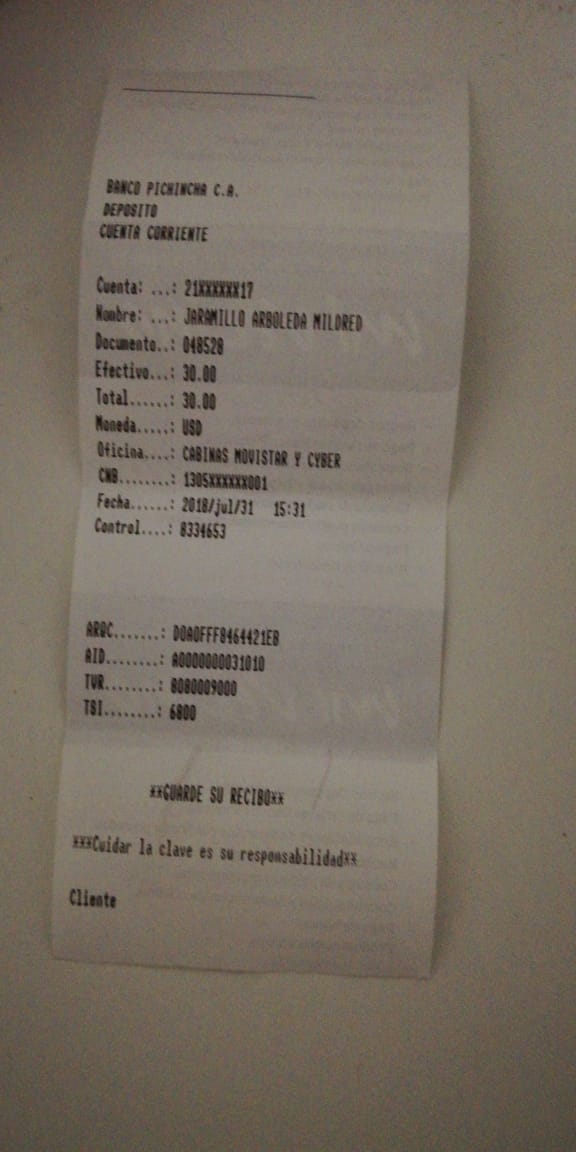 BANCO PICHINCHA C.A.
DEPOSITO
CUENTA CORRIENTE
Cuenta: ...: 21XXXXXX17
Nombre: ...: JARAMILLO ARBOLEDA MILDRED
Documento..: 048528
Efectivo...: 30.00
Total......: 30.00
Moneda.....: USD
Oficina....: CABINAS MOVISTAR Y CYBER
CNB........: 1305XXXXXX001
Fecha......: 2018/jul/31 15:31
Control....: 8334653
ARQC.......: D0A0FFF8464421EB
AID........: A0000000031010
TVR........: 8080009000
TSI........: 6800
**GUARDE SU RECIBO**
***Cuidar la clave es su responsabilidad**
Cliente